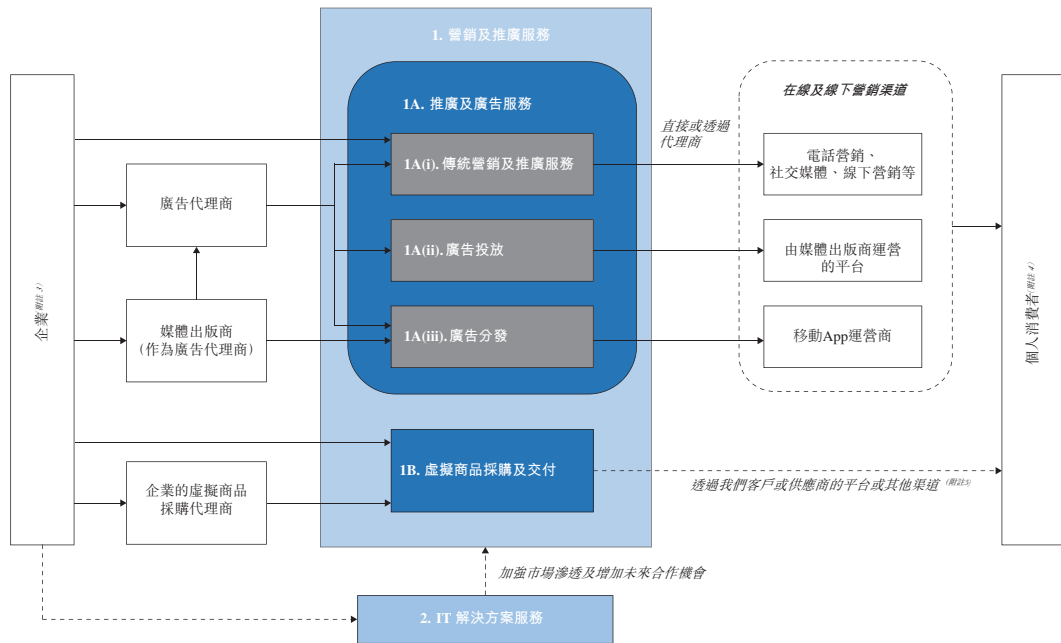 1. 營銷及推廣服務
1A. 推廣及廣告服務
在線及線下營銷渠道
直接或透過
代理商
1A(i). 傳統營銷及推廣服務
電話營銷、
社交媒體、線下營銷等
廣告代理商
1A(ii). 廣告投放
由媒體出版商運營
的平台
企業(附註 3)
媒體出版商
(作為廣告代理商)
1A(iii). 廣告分發
移動App運營商
個人消費者(附註 4)
1B. 虛擬商品採購及交付
企業的虛擬商品
採購代理商
透過我們客戶或供應商的平台或其他渠道 (附註5)
加強市場滲透及增加未來合作機會
2. IT 解決方案服務